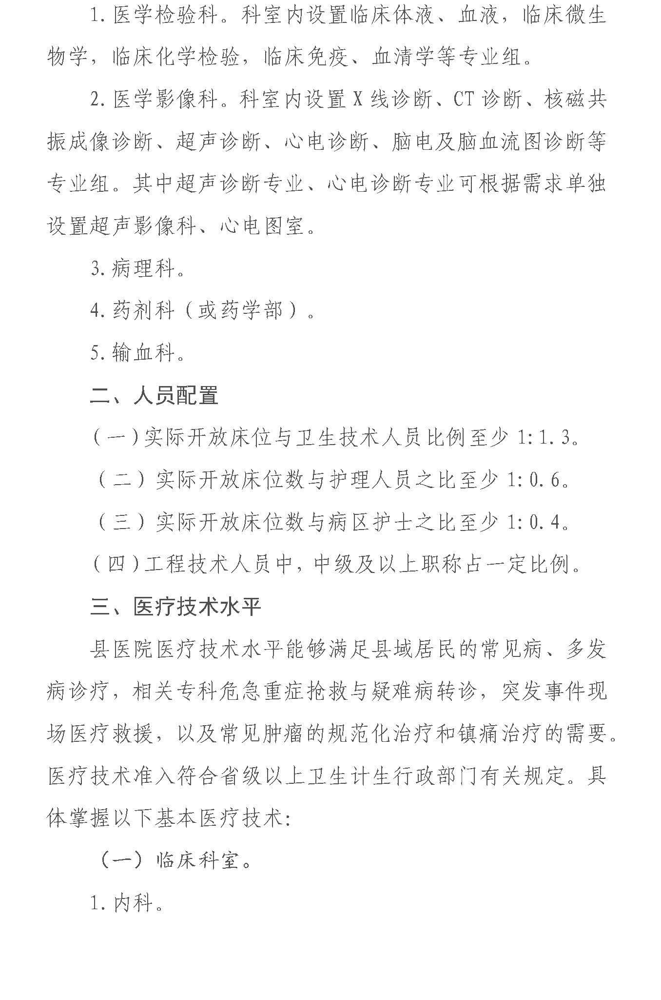 1. 医学检验科。科室内设置临床体液、血液，临床微生
物学，临床化学检验，临床免疫、血清学等专业组。
2. 医学影像科。科室内设置 X 线诊断、CT 诊断、核磁共
振成像诊断、超声诊断、心电诊断、脑电及脑血流图诊断等
专业组。其中超声诊断专业、心电诊断专业可根据需求单独
设置超声影像科、心电图室。
3. 病理科。
4. 药剂科（或药学部）。
5. 输血科。
二、人员配置
（一）实际开放床位与卫生技术人员比例至少 1: 1. 3。
（二）实际开放床位数与护理人员之比至少 1: 0. 6。
（三）实际开放床位数与病区护士之比至少 1: 0. 4。
（四）工程技术人员中，中级及以上职称占一定比例。
三、医疗技术水平
县医院医疗技术水平能够满足县域居民的常见病、多发
病诊疗，相关专科危急重症抢救与疑难病转诊，突发事件现
场医疗救援，以及常见肿瘤的规范化治疗和镇痛治疗的需要。
医疗技术准入符合省级以上卫生计生行政部门有关规定。具
体掌握以下基本医疗技术：
（一）临床科室。
1. 内科。